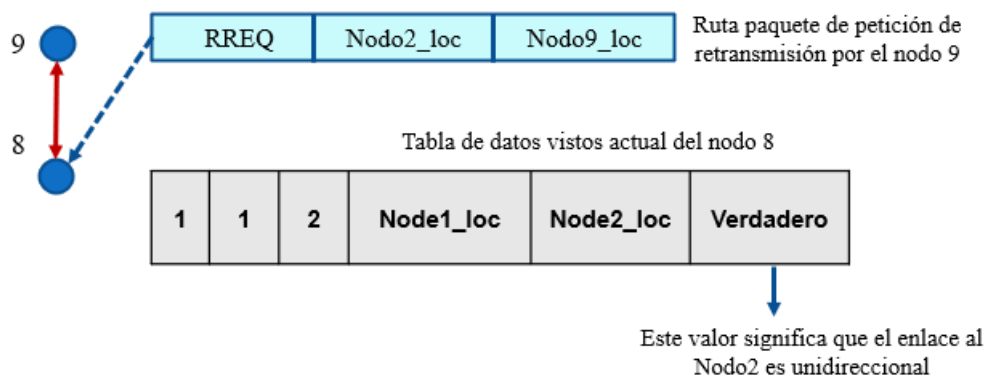 9
RREQ Nodo2_loc Nodo9_loc
Ruta paquete de petición de
retransmisión por el nodo 9
8
Tabla de datos vistos actual del nodo 8
1 1 2 Node1_loc Node2_loc Verdadero
Este valor significa que el enlace al
Nodo2 es unidireccional